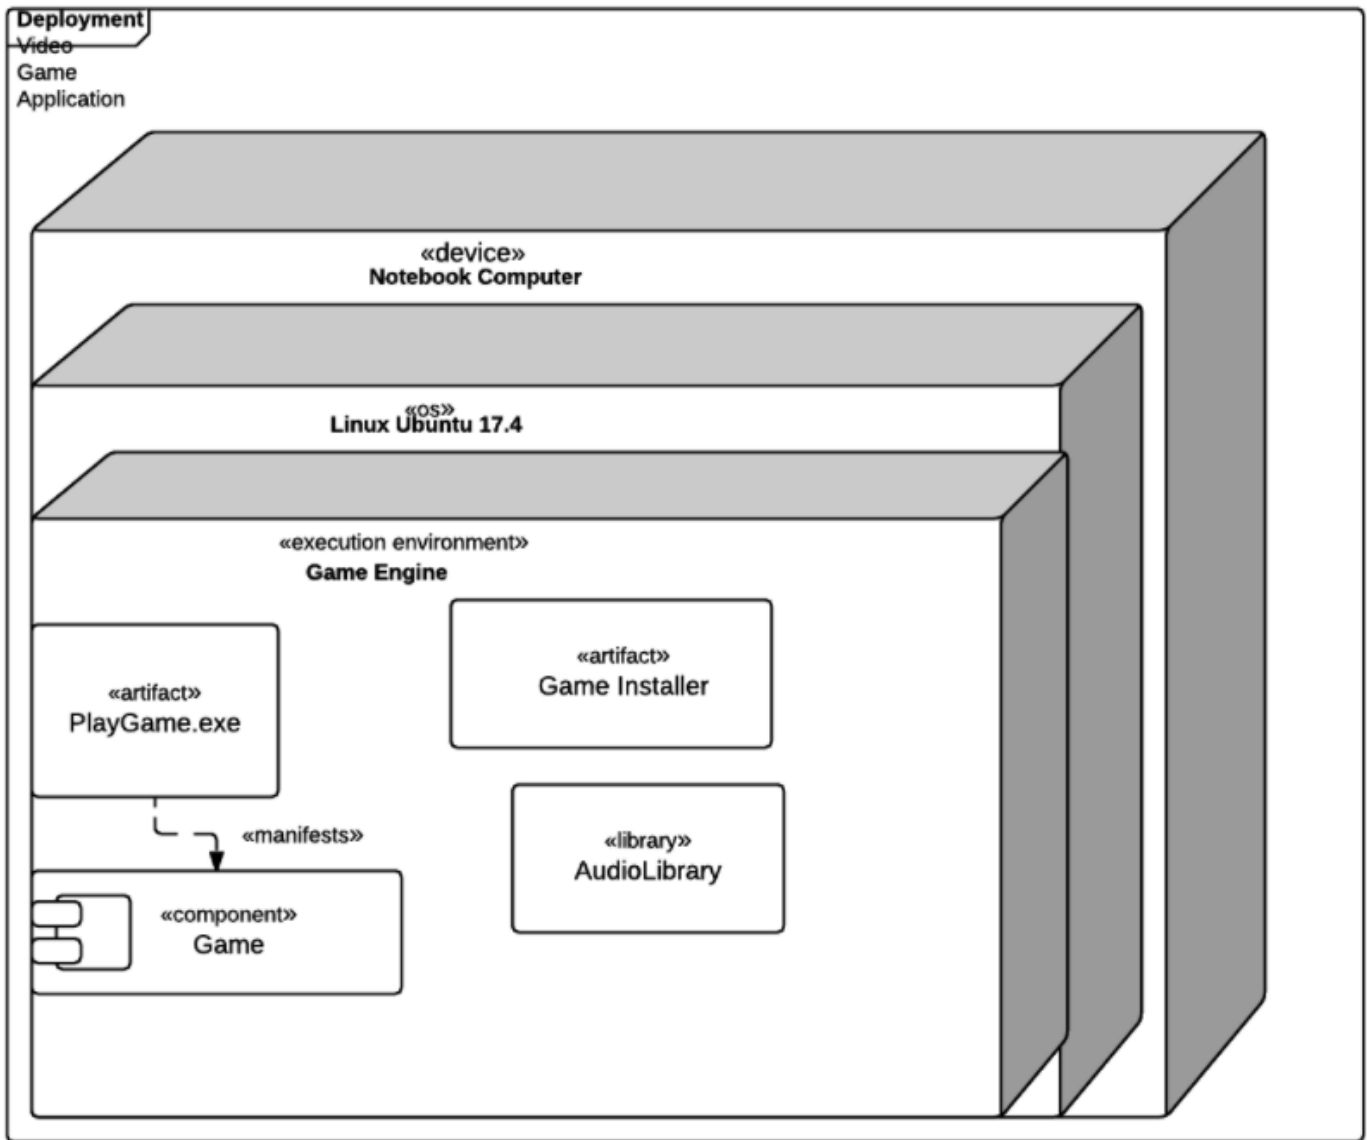 Deployment
Video
Game
Application
«device»
Notebook Computer
«os»
Linux Ubuntu 17.4
«execution environment»
Game Engine
«artifact»
Game Installer
«artifact»
PlayGame.exe
«manifests»
«library»
AudioLibrary
«component»
Game